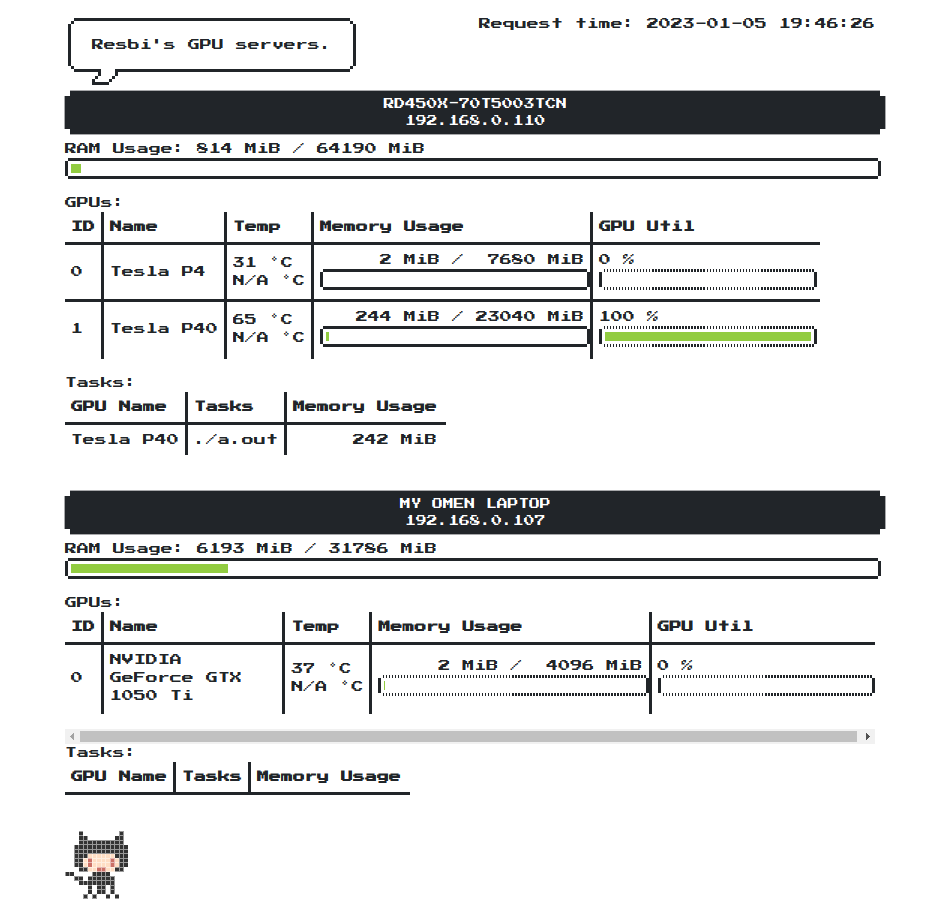 Request time: 2023-01-05 19:46:26
Resbi's GPU servers.
RD450X-70T5003TCN
192.168.0.110
RAM Usage: 814 MiB / 64190 MiB
GPUs:
ID Name Temp Memory Usage GPU Util
0 Tesla P4 31 °C N/A °C 2 MiB / 7680 MiB 0 %
1 Tesla P40 65 °C N/A °C 244 MiB / 23040 MiB 100 %
Tasks:
GPU Name Tasks Memory Usage
Tesla P40 ./a.out 242 MiB
MY OMEN LAPTOP
192.168.0.107
RAM Usage: 6193 MiB / 31786 MiB
GPUs:
ID Name Temp Memory Usage GPU Util
0 NVIDIA GeForce GTX 1050 Ti 37 °C N/A °C 2 MiB / 4096 MiB 0 %
Tasks:
GPU Name Tasks Memory Usage